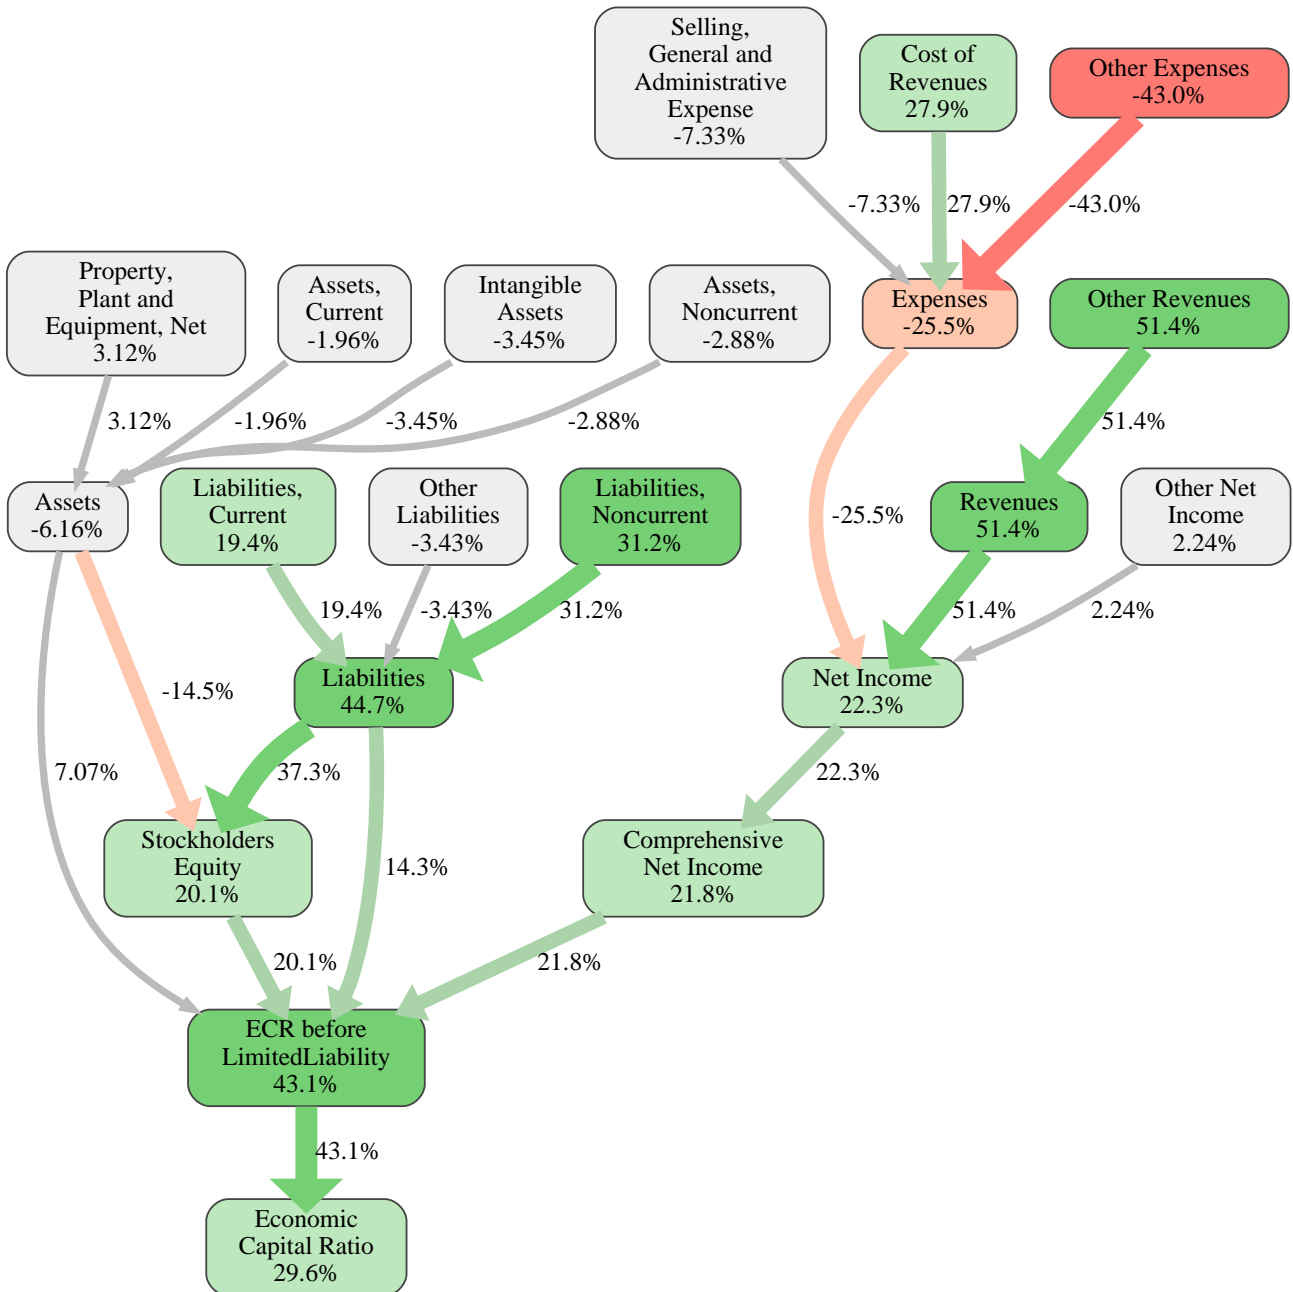 Selling,
General and
Administrative
Expense
-7.33%
Cost of
Revenues
27.9%
Other Expenses
-43.0%
-7.33%
27.9%
-43.0%
Property,
Plant and
Equipment, Net
3.12%
Assets,
Current
-1.96%
Intangible
Assets
-3.45%
Assets,
Noncurrent
-2.88%
Expenses
-25.5%
Other Revenues
51.4%
3.12%
-1.96%
-3.45%
-2.88%
51.4%
Assets
-6.16%
Liabilities,
Current
19.4%
Other
Liabilities
-3.43%
Liabilities,
Noncurrent
31.2%
-25.5%
Revenues
51.4%
Other Net
Income
2.24%
19.4%
-3.43%
31.2%
51.4%
2.24%
-14.5%
Liabilities
44.7%
Net Income
22.3%
7.07%
37.3%
22.3%
Stockholders
Equity
20.1%
14.3%
Comprehensive
Net Income
21.8%
20.1%
21.8%
ECR before
LimitedLiability
43.1%
43.1%
Economic
Capital Ratio
29.6%